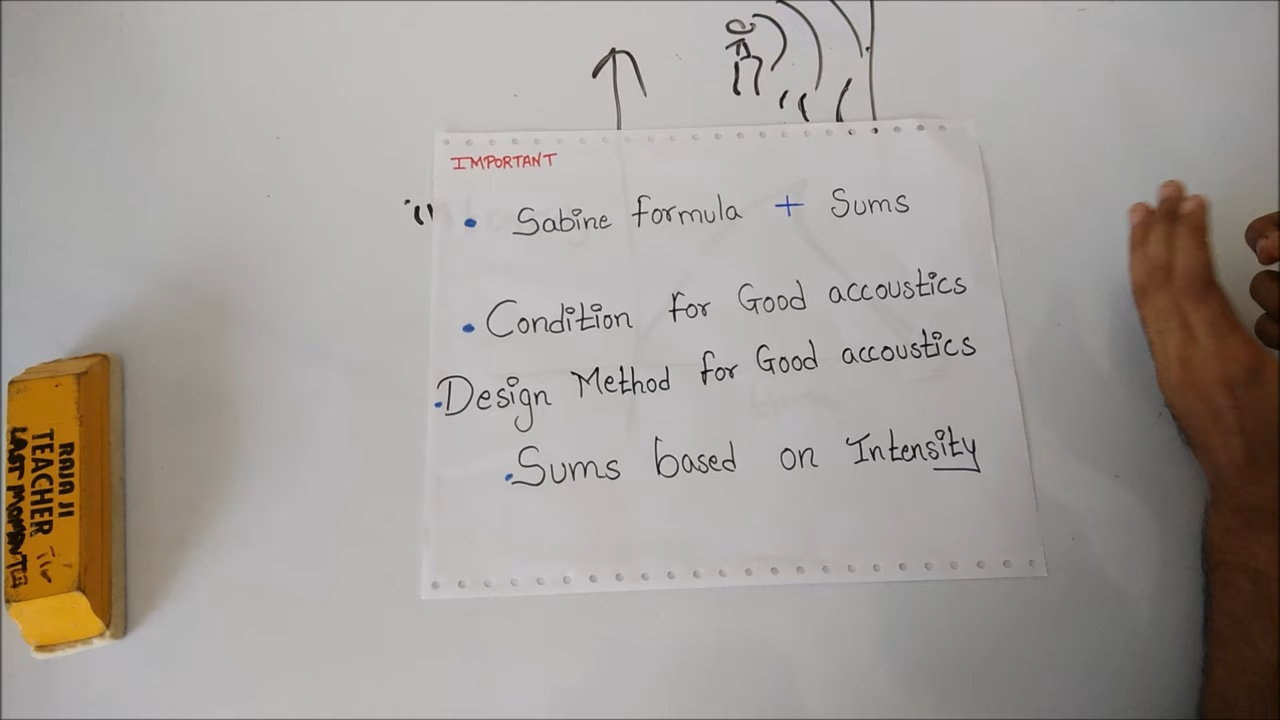 IMPORTANT
• Sabine formula + Sums
• Condition for Good accoustics
• Design Method for Good accoustics
• Sums based on Intensity
RAJA JI
TEACHER
LAST MOMENT